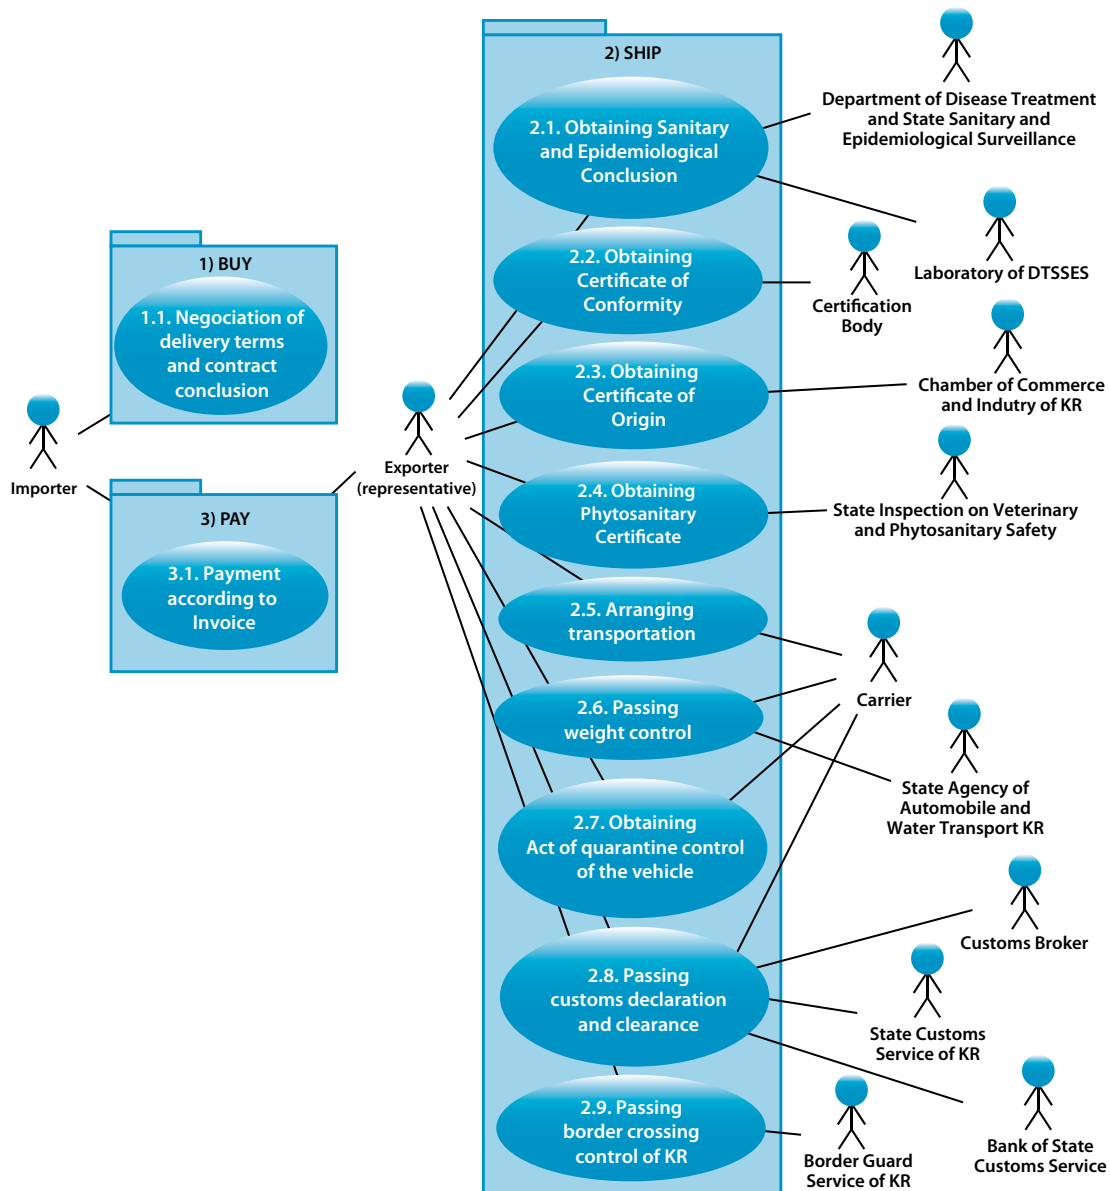 2) SHIP
Department of Disease Treatment
and State Sanitary and
Epidemiological Surveillance
2.1. Obtaining Sanitary
and Epidemiological
Conclusion
Laboratory of DTSSES
1) BUY
1.1. Negociation of
delivery terms
and contract
conclusion
2.2. Obtaining
Certificate of
Conformity
Certification
Body
2.3. Obtaining
Certificate of
Origin
Chamber of Commerce
and Indutry of KR
Importer
Exporter
(representative)
2.4. Obtaining
Phytosanitary
Certificate
State Inspection on Veterinary
and Phytosanitary Safety
3) PAY
3.1. Payment
according to
Invoice
2.5. Arranging
transportation
Carrier
2.6. Passing
weight control
State Agency of
Automobile and
Water Transport KR
2.7. Obtaining
Act of quarantine control
of the vehicle
Customs Broker
2.8. Passing
customs declaration
and clearance
State Customs
Service of KR
2.9. Passing
border crossing
control of KR
Border Guard
Service of KR
Bank of State
Customs Service